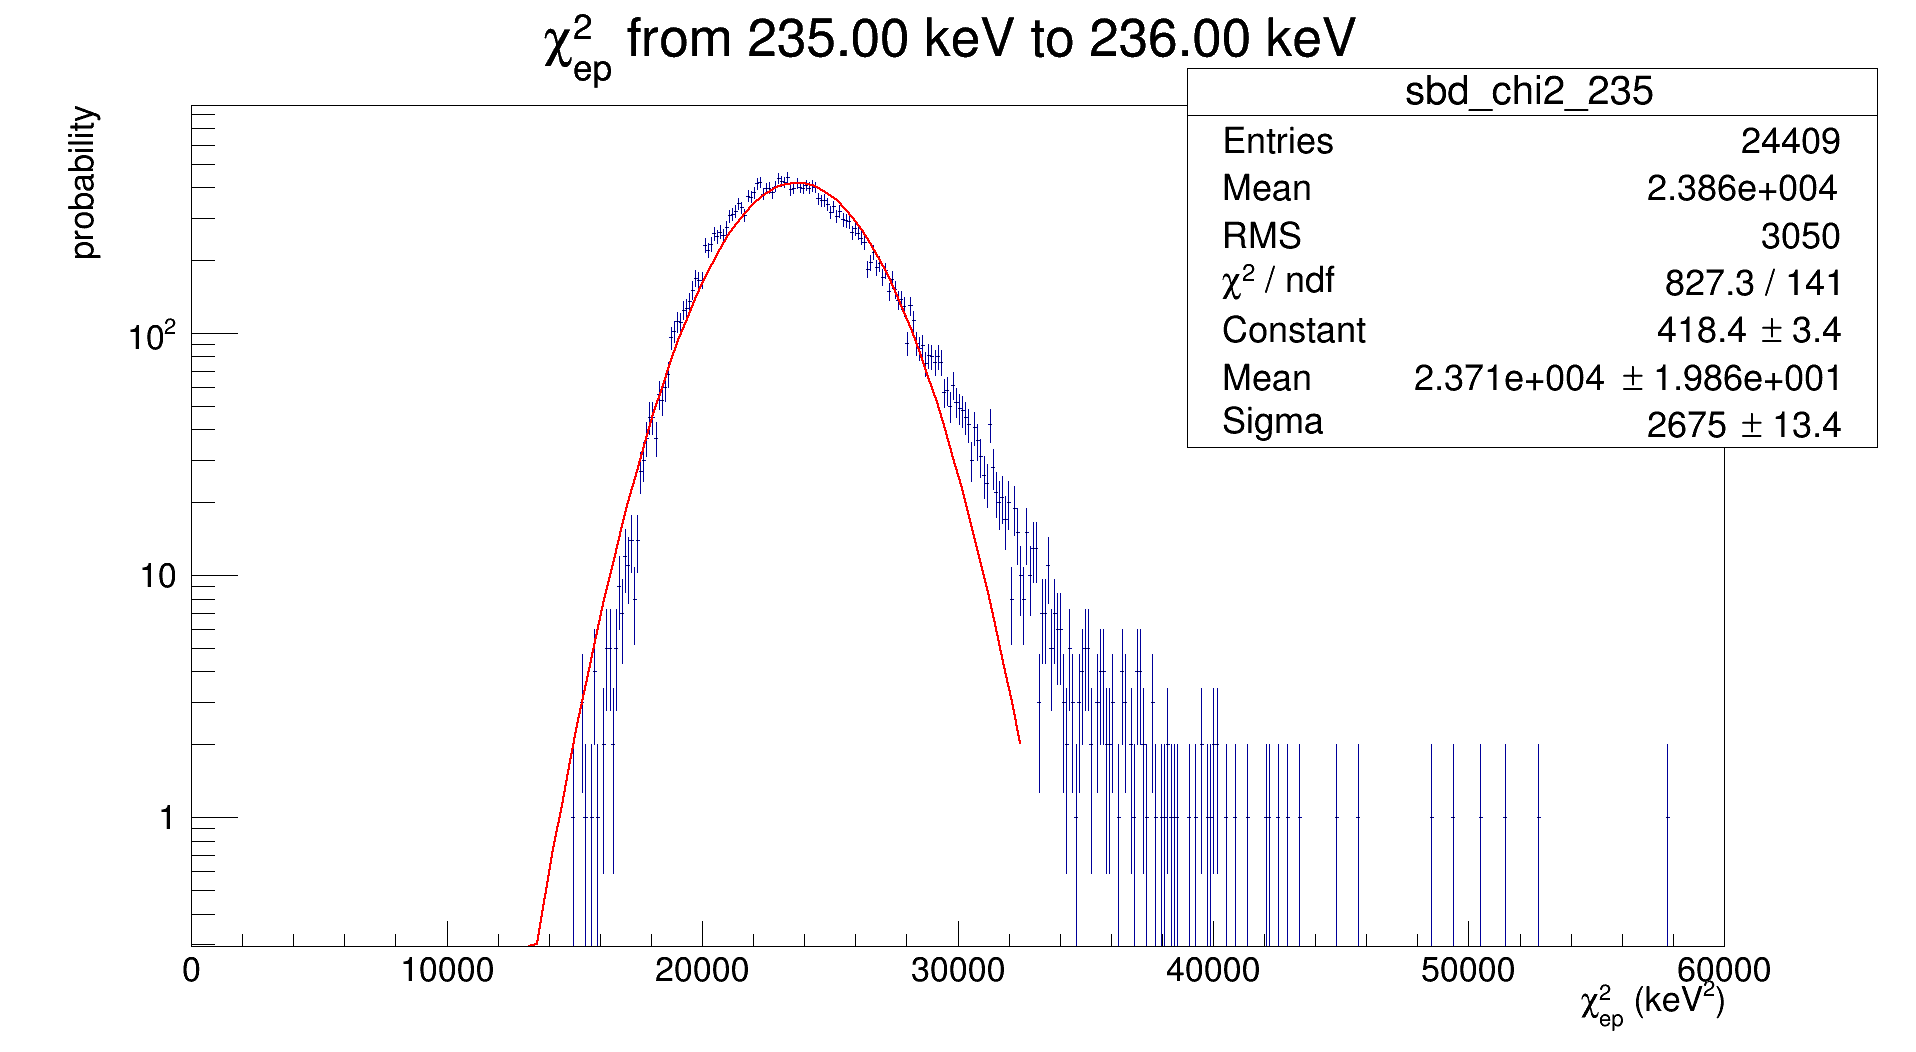 χ²ep from 235.00 keV to 236.00 keV
probability
sbd_chi2_235
Entries 24409
Mean 2.386e+004
RMS 3050
χ² / ndf 827.3 / 141
Constant 418.4 ± 3.4
Mean 2.371e+004 ± 1.986e+001
Sigma 2675 ± 13.4
10²
10
1
0 10000 20000 30000 40000 50000 60000
χ²ep (keV²)